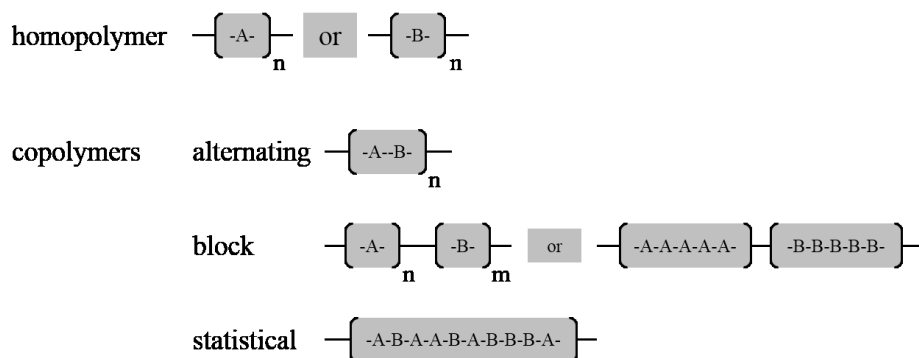 homopolymer -A- n or -B- n
copolymers alternating -A--B- n
block -A- n -B- m or -A-A-A-A-A- -B-B-B-B-B-
statistical -A-B-A-A-B-A-B-B-B-A-